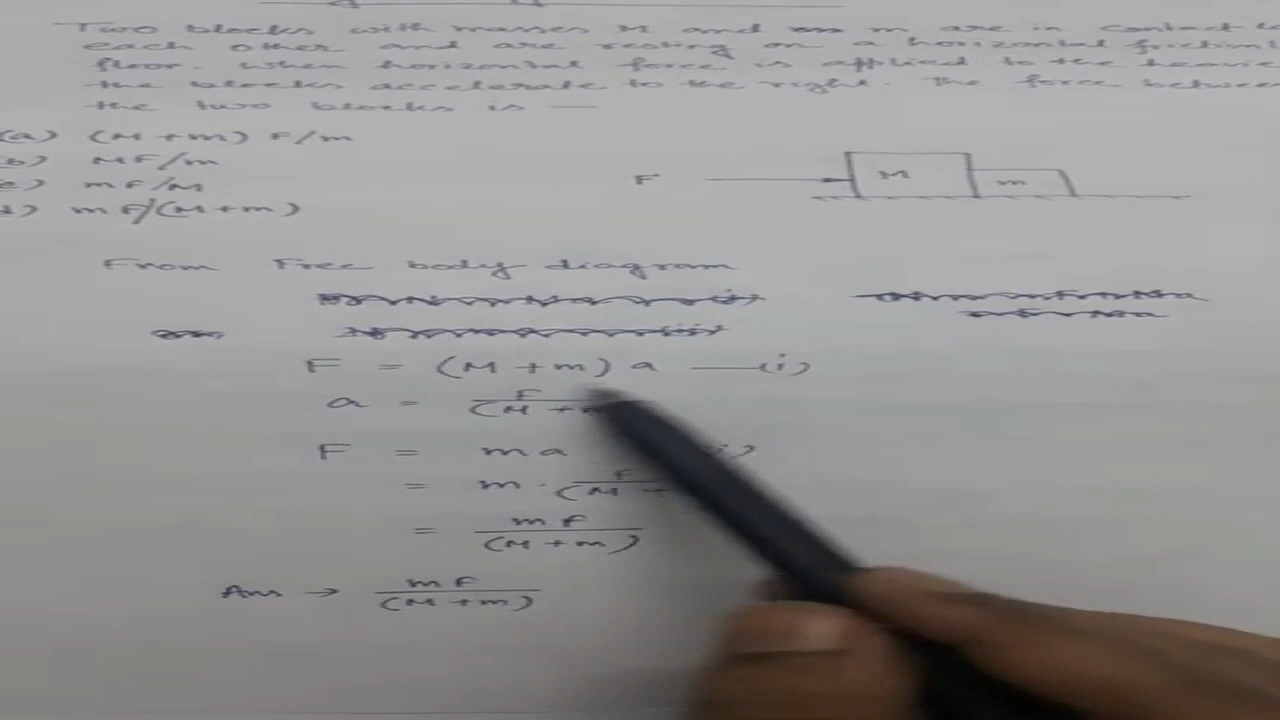 Two blocks with masses M and m are in contact
each other and are resting on a horizontal
floor. When horizontal force is applied to the
the blocks accelerate to the right. The force
the two blocks is —
(a) (M + m) F/m
MF/m
mF/M
mF/(M+m)
F M m
From Free body diagram
F = (M + m) a —(i)
a = F/(M +
F = ma
= m · F/(M
= mF/(M + m)
Ans → mF/(M + m)